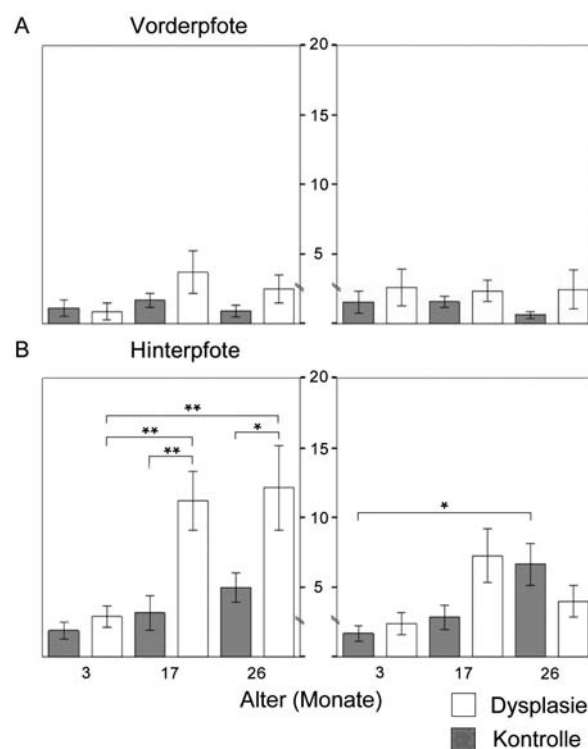 A
Vorderpfote
20
15
10
5
B
Hinterpfote
20
15
10
5
** 
**
**
*
*
3 17 26 3 17 26
Alter (Monate)
Dysplasie
Kontrolle